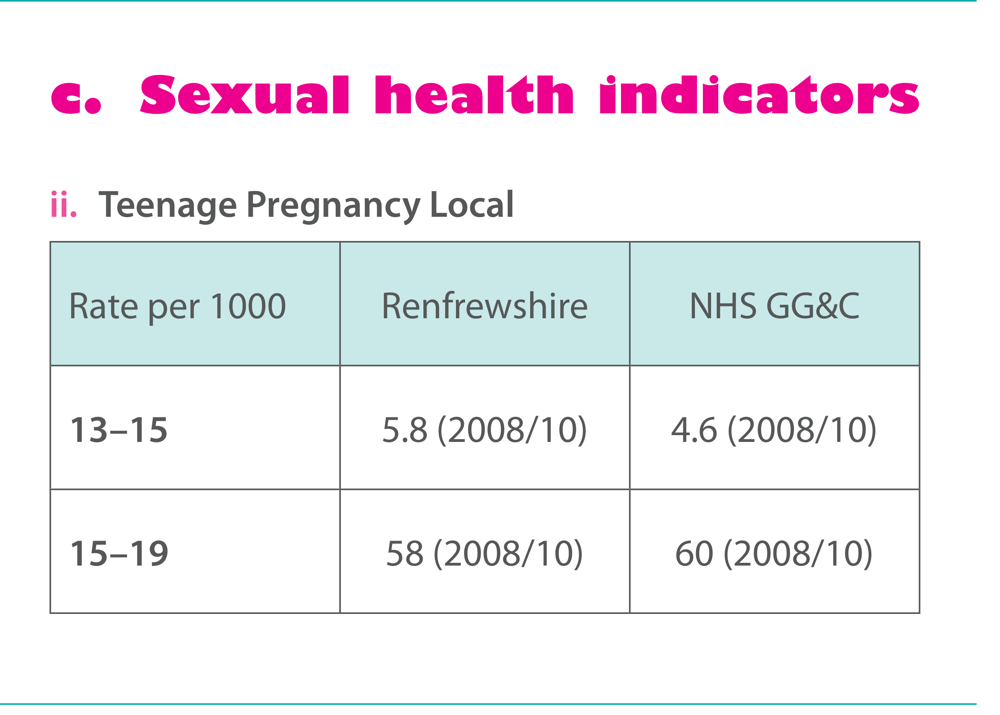 c. Sexual health indicators
ii. Teenage Pregnancy Local
Rate per 1000 Renfrewshire NHS GG&C
13–15 5.8 (2008/10) 4.6 (2008/10)
15–19 58 (2008/10) 60 (2008/10)